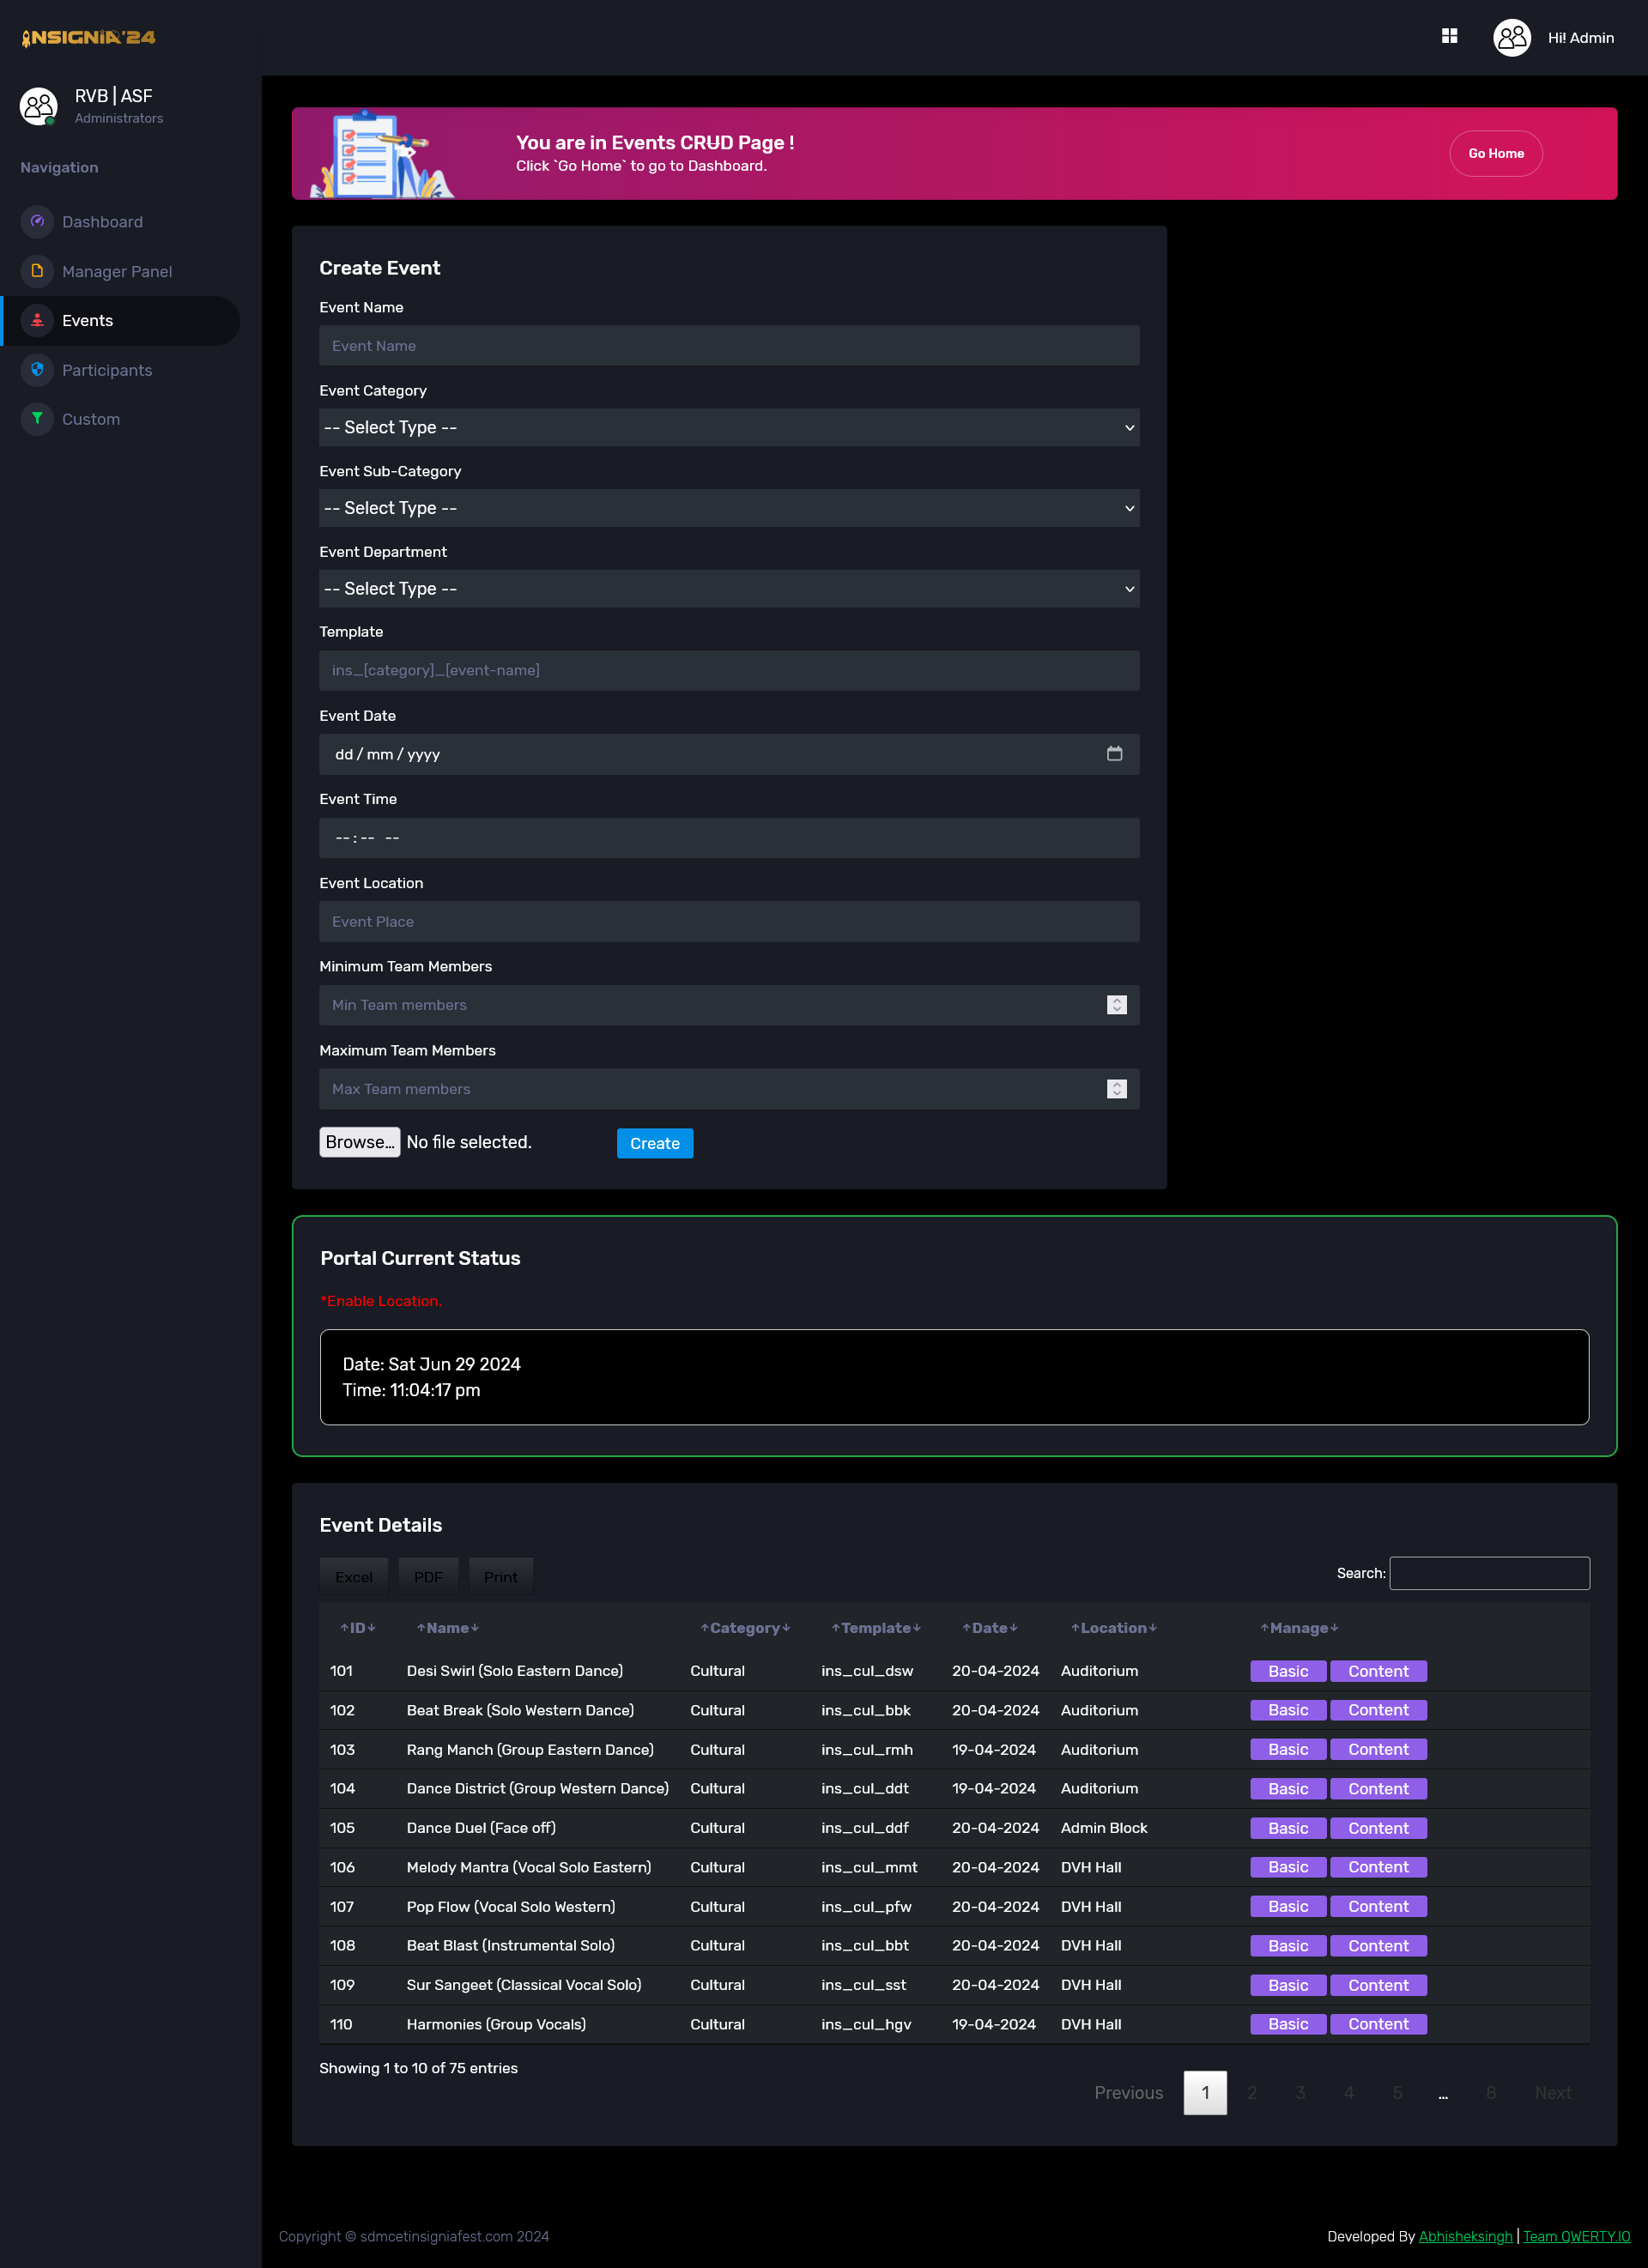 INSIGNIA'24
Hi! Admin
RVB | ASF
Administrators
Navigation
Dashboard
Manager Panel
Events
Participants
Custom
You are in Events CRUD Page !
Click `Go Home` to go to Dashboard.
Go Home
Create Event
Event Name
Event Name
Event Category
-- Select Type --
Event Sub-Category
-- Select Type --
Event Department
-- Select Type --
Template
ins_[category]_[event-name]
Event Date
dd / mm / yyyy
Event Time
-- : -- --
Event Location
Event Place
Minimum Team Members
Min Team members
Maximum Team Members
Max Team members
Browse… No file selected. Create
Portal Current Status
*Enable Location.
Date: Sat Jun 29 2024
Time: 11:04:17 pm
Event Details
Excel PDF Print Search:
↑ID↓ ↑Name↓ ↑Category↓ ↑Template↓ ↑Date↓ ↑Location↓ ↑Manage↓
101 Desi Swirl (Solo Eastern Dance) Cultural ins_cul_dsw 20-04-2024 Auditorium Basic Content
102 Beat Break (Solo Western Dance) Cultural ins_cul_bbk 20-04-2024 Auditorium Basic Content
103 Rang Manch (Group Eastern Dance) Cultural ins_cul_rmh 19-04-2024 Auditorium Basic Content
104 Dance District (Group Western Dance) Cultural ins_cul_ddt 19-04-2024 Auditorium Basic Content
105 Dance Duel (Face off) Cultural ins_cul_ddf 20-04-2024 Admin Block Basic Content
106 Melody Mantra (Vocal Solo Eastern) Cultural ins_cul_mmt 20-04-2024 DVH Hall Basic Content
107 Pop Flow (Vocal Solo Western) Cultural ins_cul_pfw 20-04-2024 DVH Hall Basic Content
108 Beat Blast (Instrumental Solo) Cultural ins_cul_bbt 20-04-2024 DVH Hall Basic Content
109 Sur Sangeet (Classical Vocal Solo) Cultural ins_cul_sst 20-04-2024 DVH Hall Basic Content
110 Harmonies (Group Vocals) Cultural ins_cul_hgv 19-04-2024 DVH Hall Basic Content
Showing 1 to 10 of 75 entries
Previous 1 2 3 4 5 … 8 Next
Copyright © sdmcetinsigniafest.com 2024
Developed By Abhisheksingh | Team QWERTY.IO